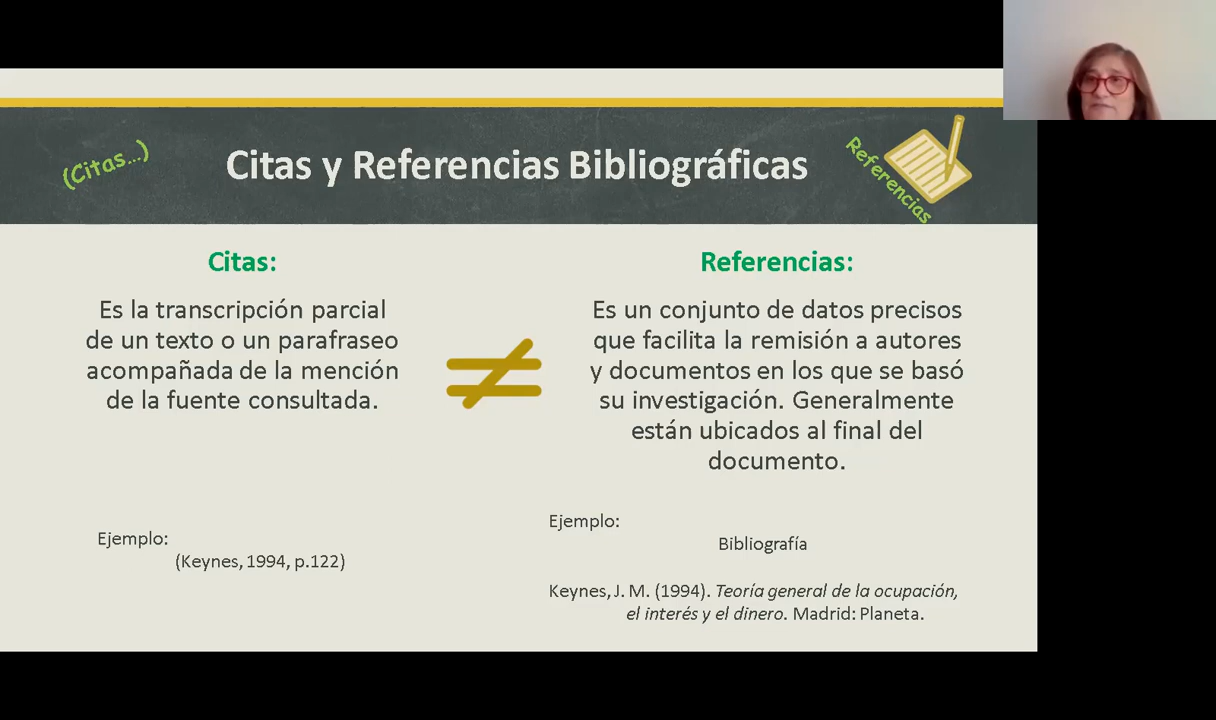 (Citas...)
Citas y Referencias Bibliográficas
Referencias
Citas:
Es la transcripción parcial
de un texto o un parafraseo
acompañada de la mención
de la fuente consultada.
Ejemplo:
(Keynes, 1994, p.122)
Referencias:
Es un conjunto de datos precisos
que facilita la remisión a autores
y documentos en los que se basó
su investigación. Generalmente
están ubicados al final del
documento.
Ejemplo:
Bibliografía
Keynes, J. M. (1994). Teoría general de la ocupación,
el interés y el dinero. Madrid: Planeta.